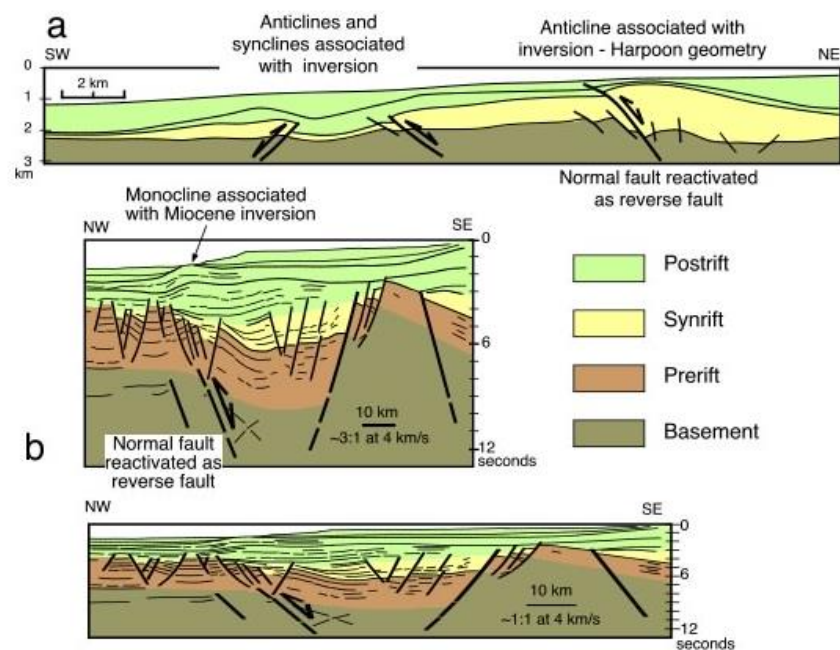 a
SW
Anticlines and
synclines associated
with inversion
Anticline associated with
inversion - Harpoon geometry
NE
0
2 km
1
2
3
km
Normal fault reactivated
as reverse fault
Monocline associated
with Miocene inversion
NW
SE
0
6
12
seconds
10 km
~3:1 at 4 km/s
Normal fault
reactivated as
reverse fault
Postrift
Synrift
Prerift
Basement
b
NW
SE
0
6
12
seconds
10 km
~1:1 at 4 km/s